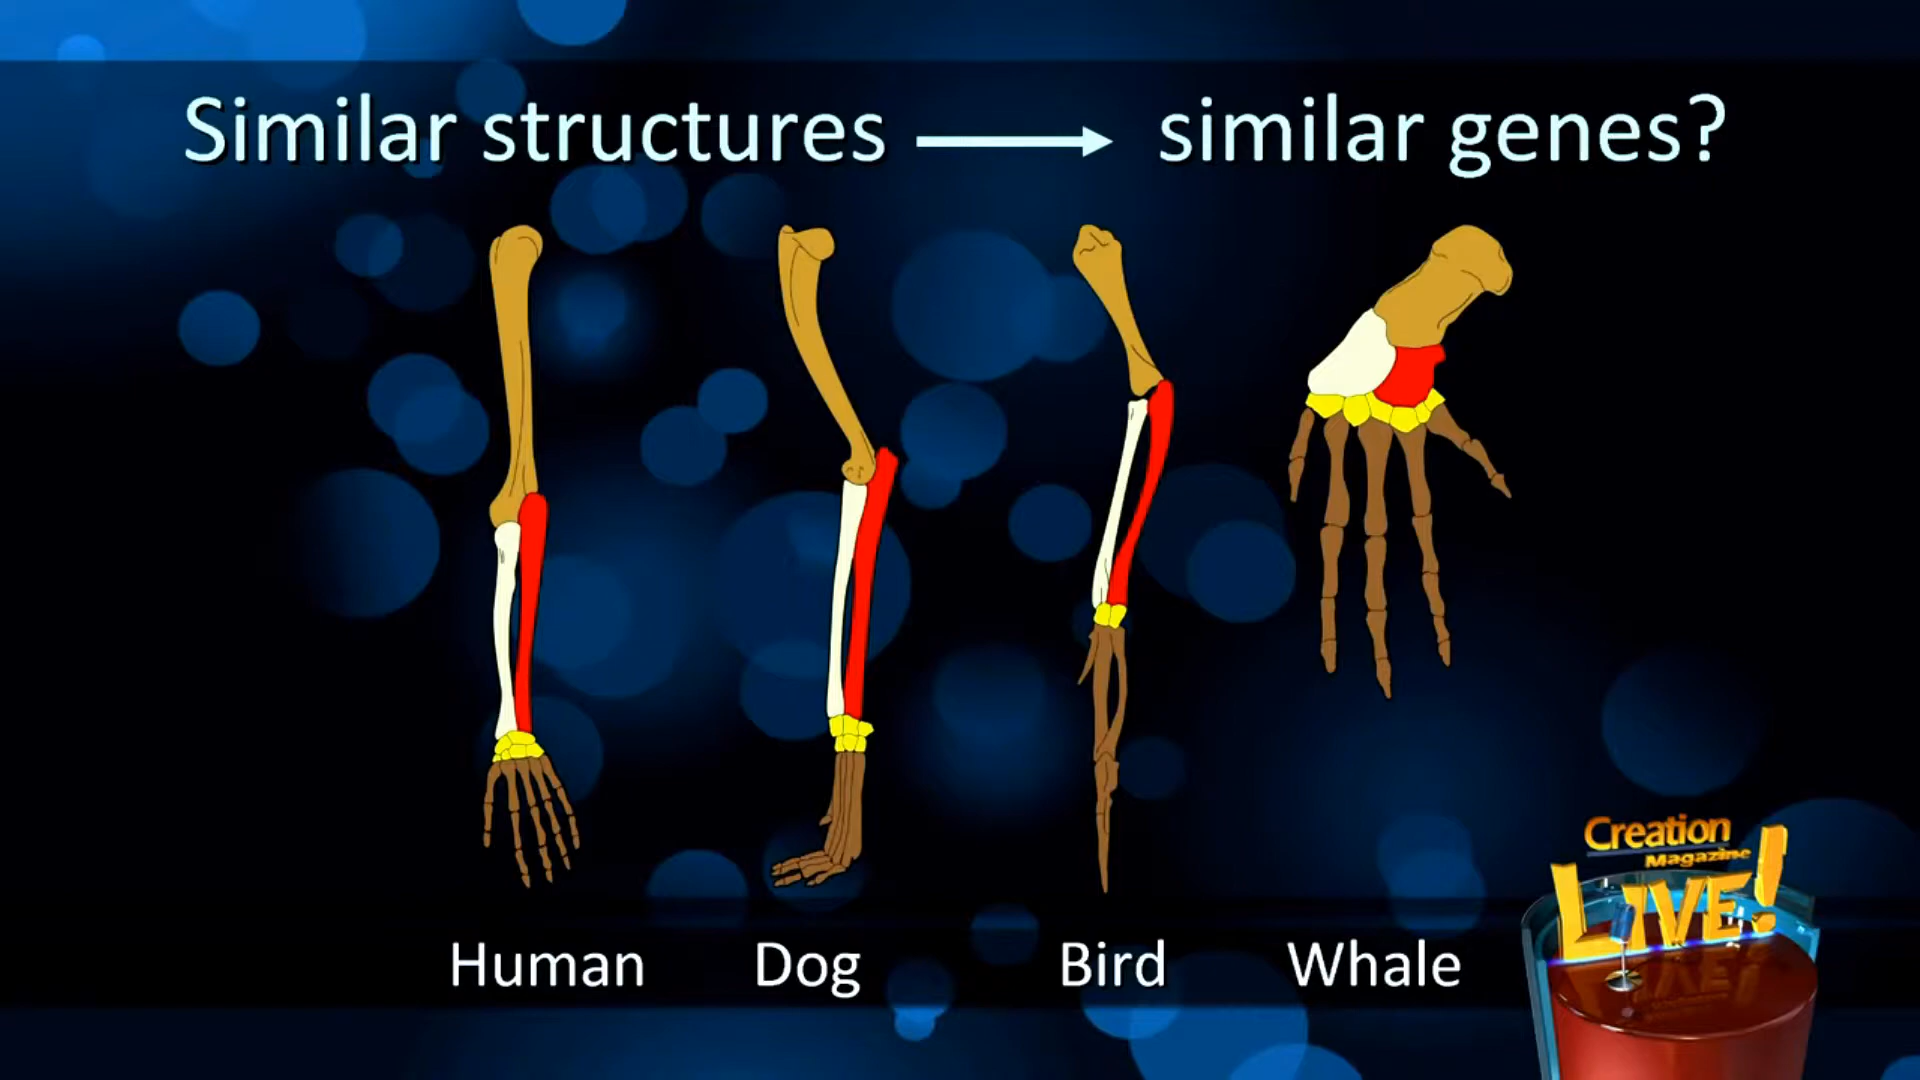 Similar structures similar genes?
Human Dog Bird Whale
Creation
Magazine
LIVE!